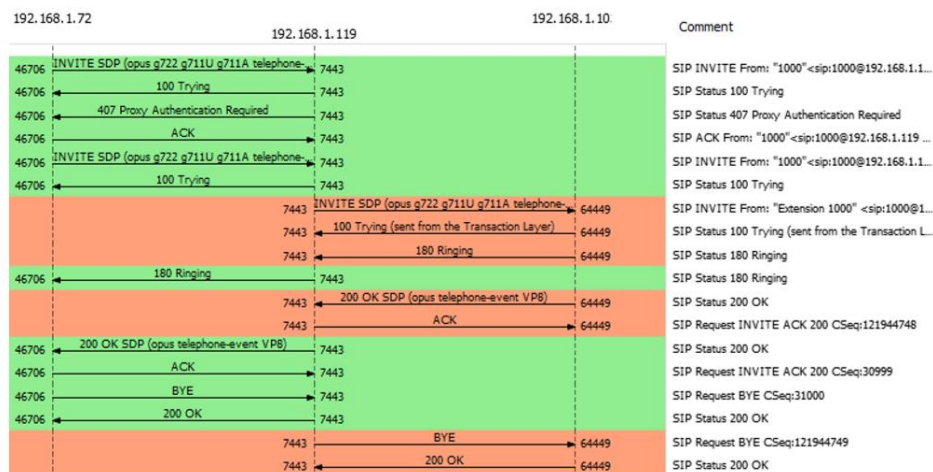 192.168.1.72
192.168.1.119
192.168.1.10
Comment
46706 INVITE SDP (opus g722 g711U g711A telephone-.. 7443 SIP INVITE From: "1000"<sip:1000@192.168.1.1...
46706 100 Trying 7443 SIP Status 100 Trying
46706 407 Proxy Authentication Required 7443 SIP Status 407 Proxy Authentication Required
46706 ACK 7443 SIP ACK From: "1000"<sip:1000@192.168.1.119 ...
46706 INVITE SDP (opus g722 g711U g711A telephone-.. 7443 SIP INVITE From: "1000"<sip:1000@192.168.1.1...
46706 100 Trying 7443 SIP Status 100 Trying
7443 INVITE SDP (opus g722 g711U g711A telephone-.. 64449 SIP INVITE From: "Extension 1000" <sip:1000@1...
7443 100 Trying (sent from the Transaction Layer) 64449 SIP Status 100 Trying (sent from the Transaction L...
7443 180 Ringing 64449 SIP Status 180 Ringing
46706 180 Ringing 7443 SIP Status 180 Ringing
7443 200 OK SDP (opus telephone-event VP8) 64449 SIP Status 200 OK
7443 ACK 64449 SIP Request INVITE ACK 200 CSeq:121944748
46706 200 OK SDP (opus telephone-event VP8) 7443 SIP Status 200 OK
46706 ACK 7443 SIP Request INVITE ACK 200 CSeq:30999
46706 BYE 7443 SIP Request BYE CSeq:31000
46706 200 OK 7443 SIP Status 200 OK
7443 BYE 64449 SIP Request BYE CSeq:121944749
7443 200 OK 64449 SIP Status 200 OK